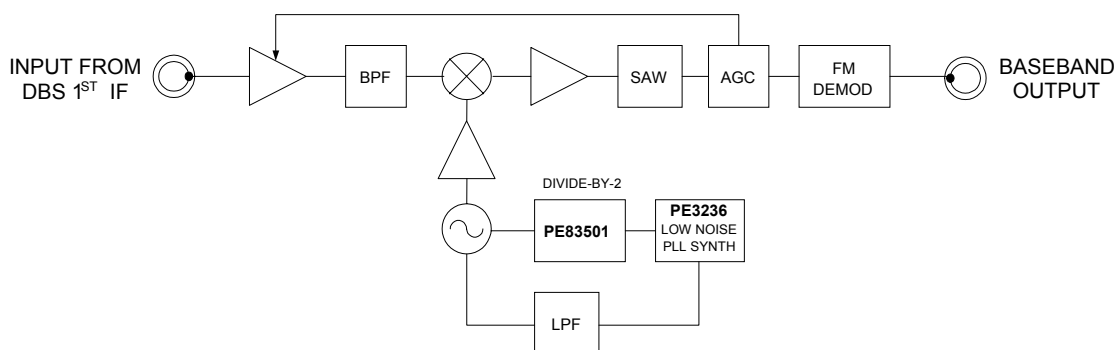 INPUT FROM
DBS 1ST IF
BPF
SAW
AGC
FM
DEMOD
BASEBAND
OUTPUT
DIVIDE-BY-2
PE83501
PE3236
LOW NOISE
PLL SYNTH
LPF